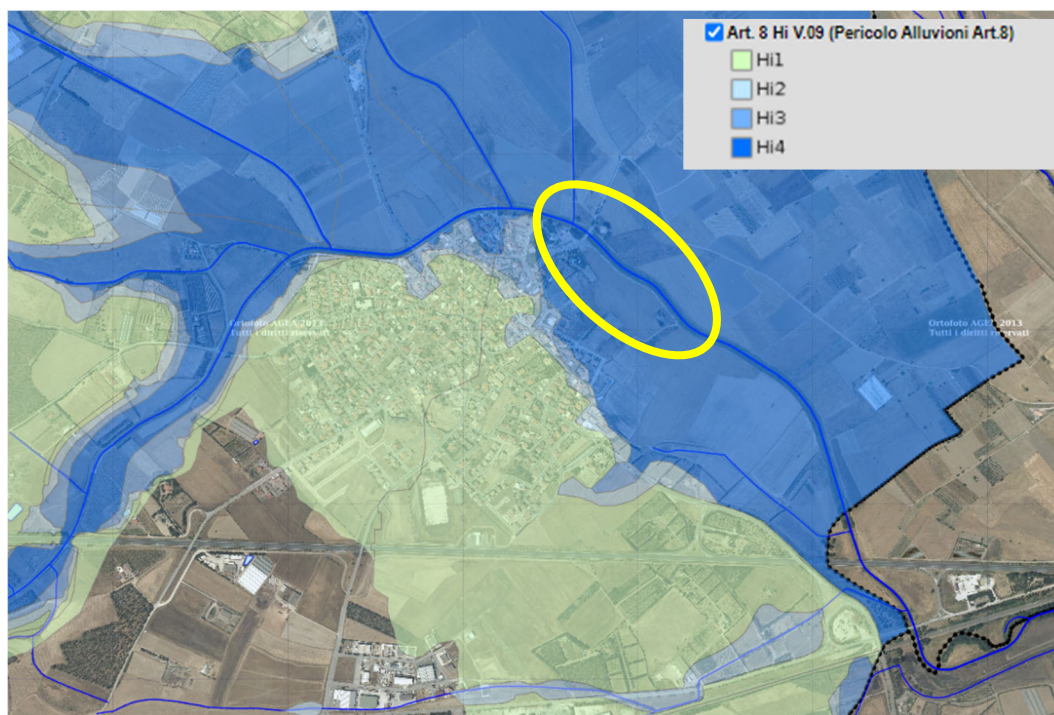 Art. 8 Hi V.09 (Pericolo Alluvioni Art.8)
Hi1
Hi2
Hi3
Hi4
Ortofoto AGEA 2013
Tutti i diritti riservati
Ortofoto AGEA 2013
Tutti i diritti riservati